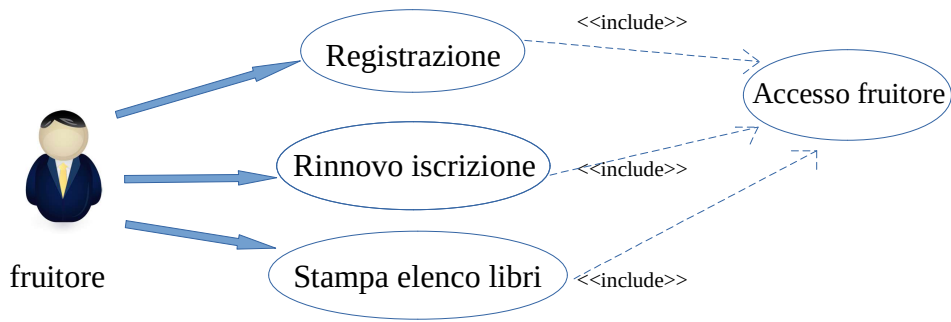 <<include>>
Registrazione
Accesso fruitore
Rinnovo iscrizione
<<include>>
fruitore
Stampa elenco libri
<<include>>